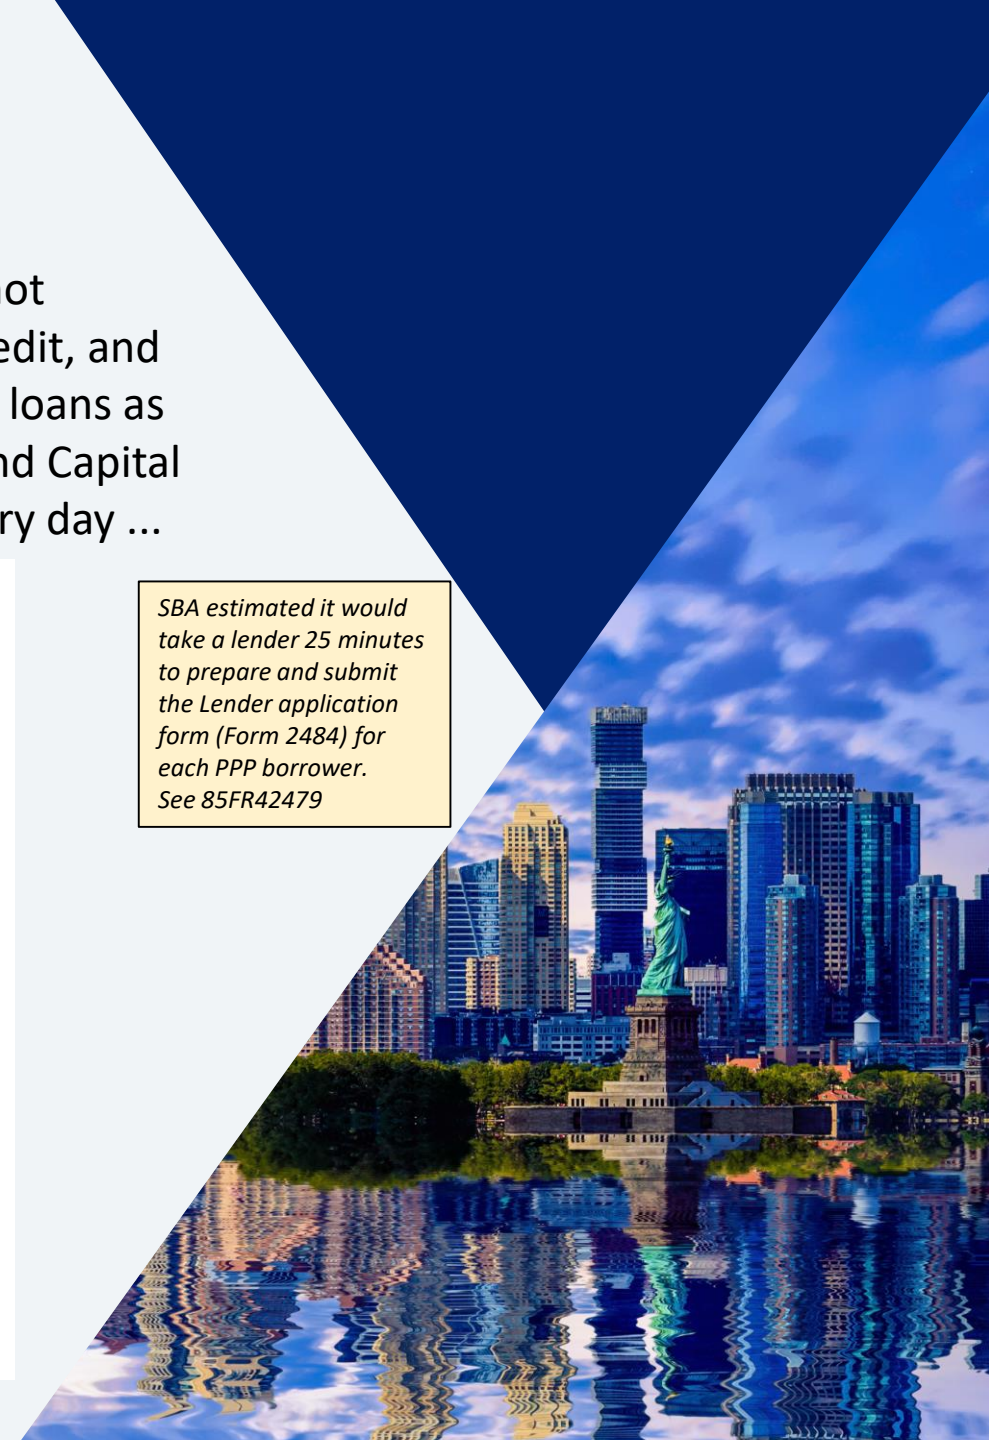 ot
edit, and
loans as
nd Capital
ry day ...
SBA estimated it would
take a lender 25 minutes
to prepare and submit
the Lender application
form (Form 2484) for
each PPP borrower.
See 85FR42479